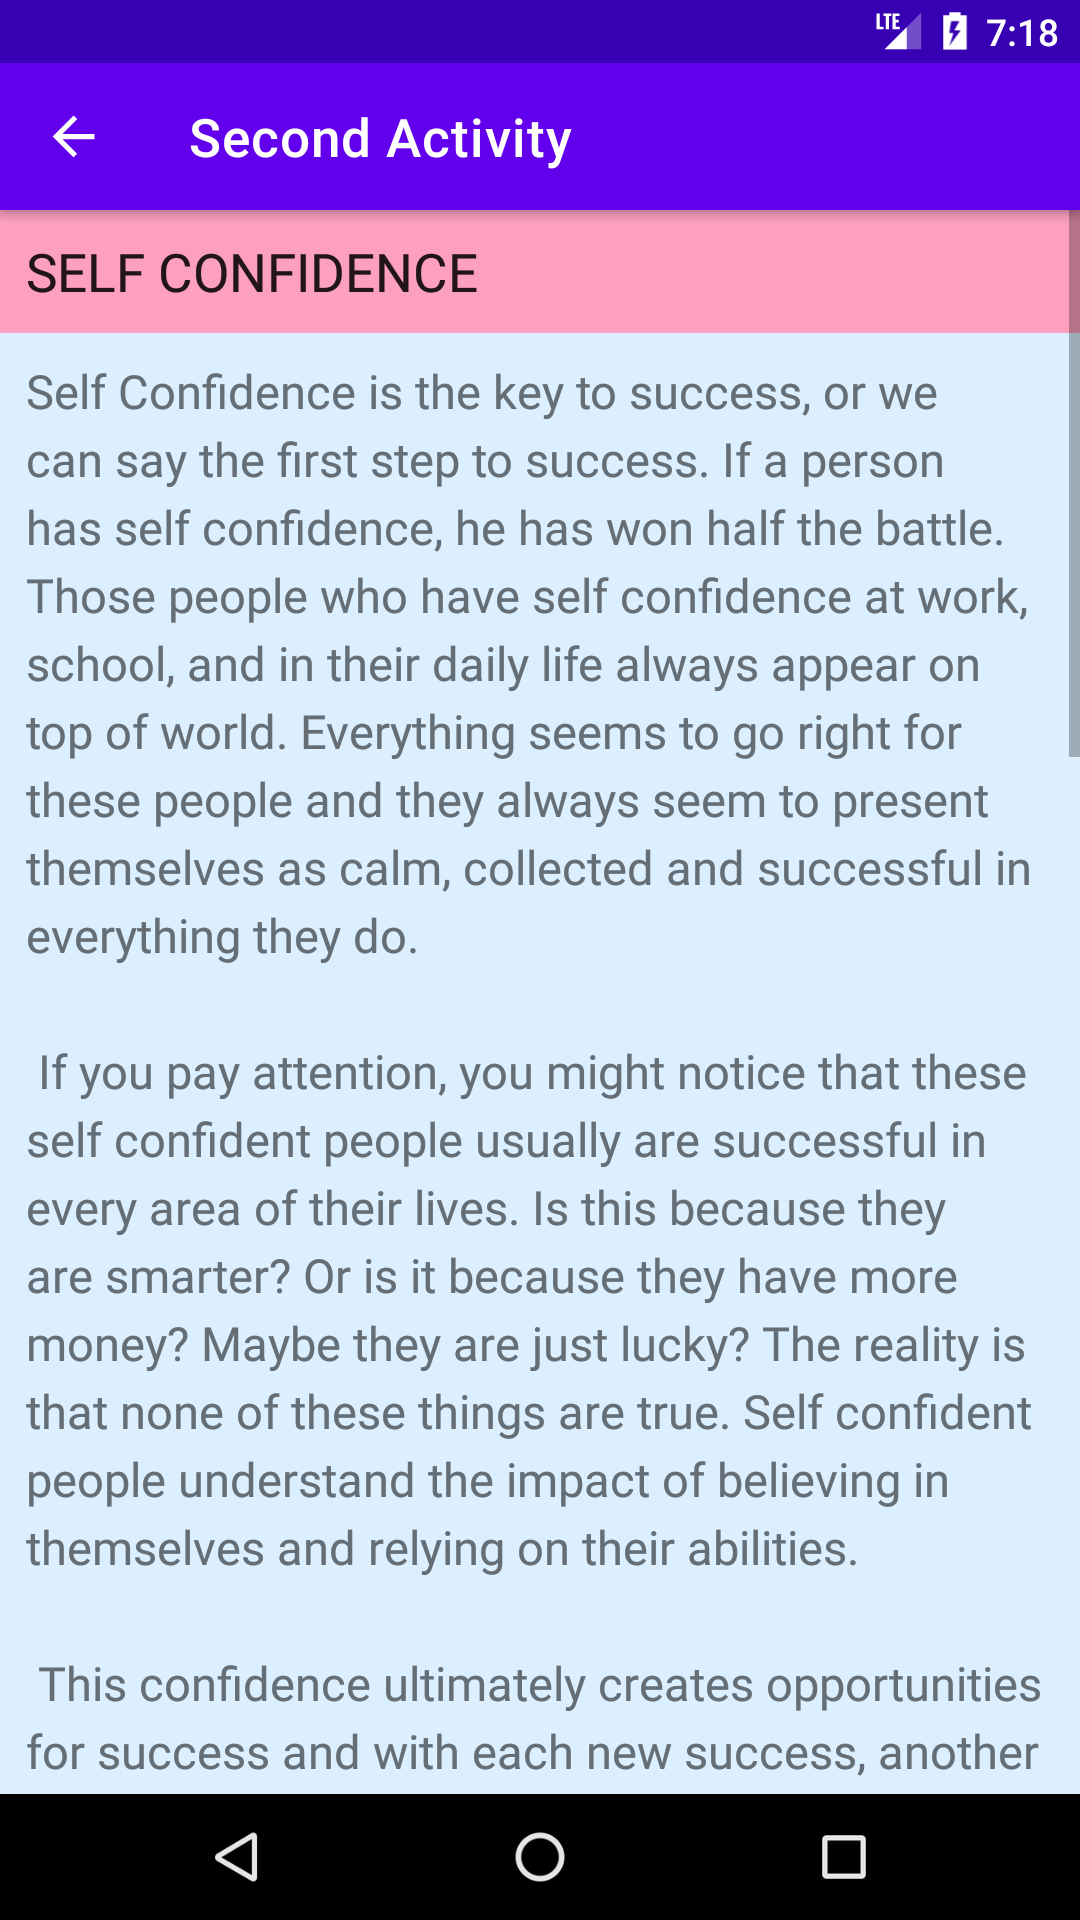 LTE 7:18
Second Activity
SELF CONFIDENCE
Self Confidence is the key to success, or we
can say the first step to success. If a person
has self confidence, he has won half the battle.
Those people who have self confidence at work,
school, and in their daily life always appear on
top of world. Everything seems to go right for
these people and they always seem to present
themselves as calm, collected and successful in
everything they do.
If you pay attention, you might notice that these
self confident people usually are successful in
every area of their lives. Is this because they
are smarter? Or is it because they have more
money? Maybe they are just lucky? The reality is
that none of these things are true. Self confident
people understand the impact of believing in
themselves and relying on their abilities.
This confidence ultimately creates opportunities
for success and with each new success, another